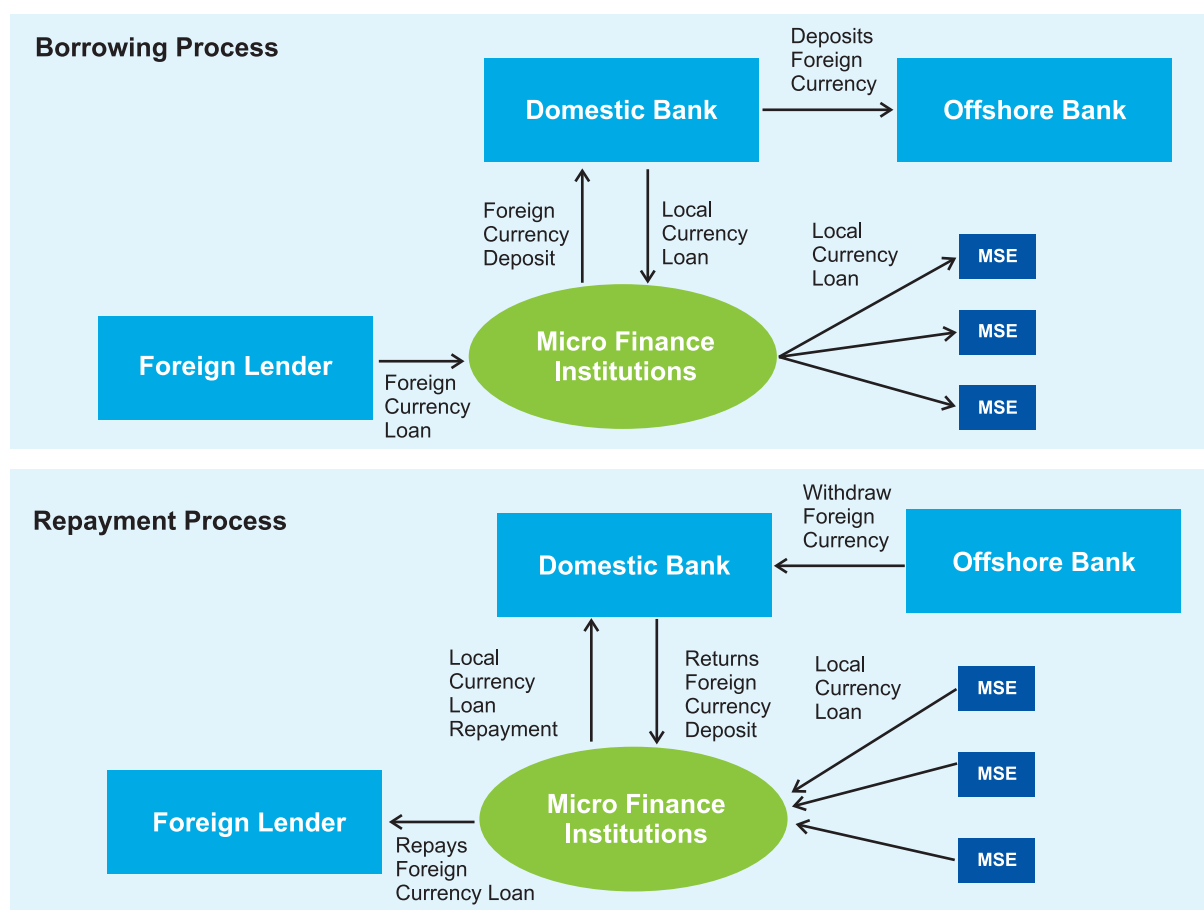 Borrowing Process
Deposits
Foreign
Currency
Domestic Bank
Offshore Bank
Foreign
Currency
Deposit
Local
Currency
Loan
Local
Currency
Loan
MSE
MSE
MSE
Micro Finance
Institutions
Foreign Lender
Foreign
Currency
Loan
Repayment Process
Withdraw
Foreign
Currency
Domestic Bank
Offshore Bank
Local
Currency
Loan
Repayment
Returns
Foreign
Currency
Deposit
Local
Currency
Loan
MSE
MSE
MSE
Micro Finance
Institutions
Foreign Lender
Repays
Foreign
Currency Loan